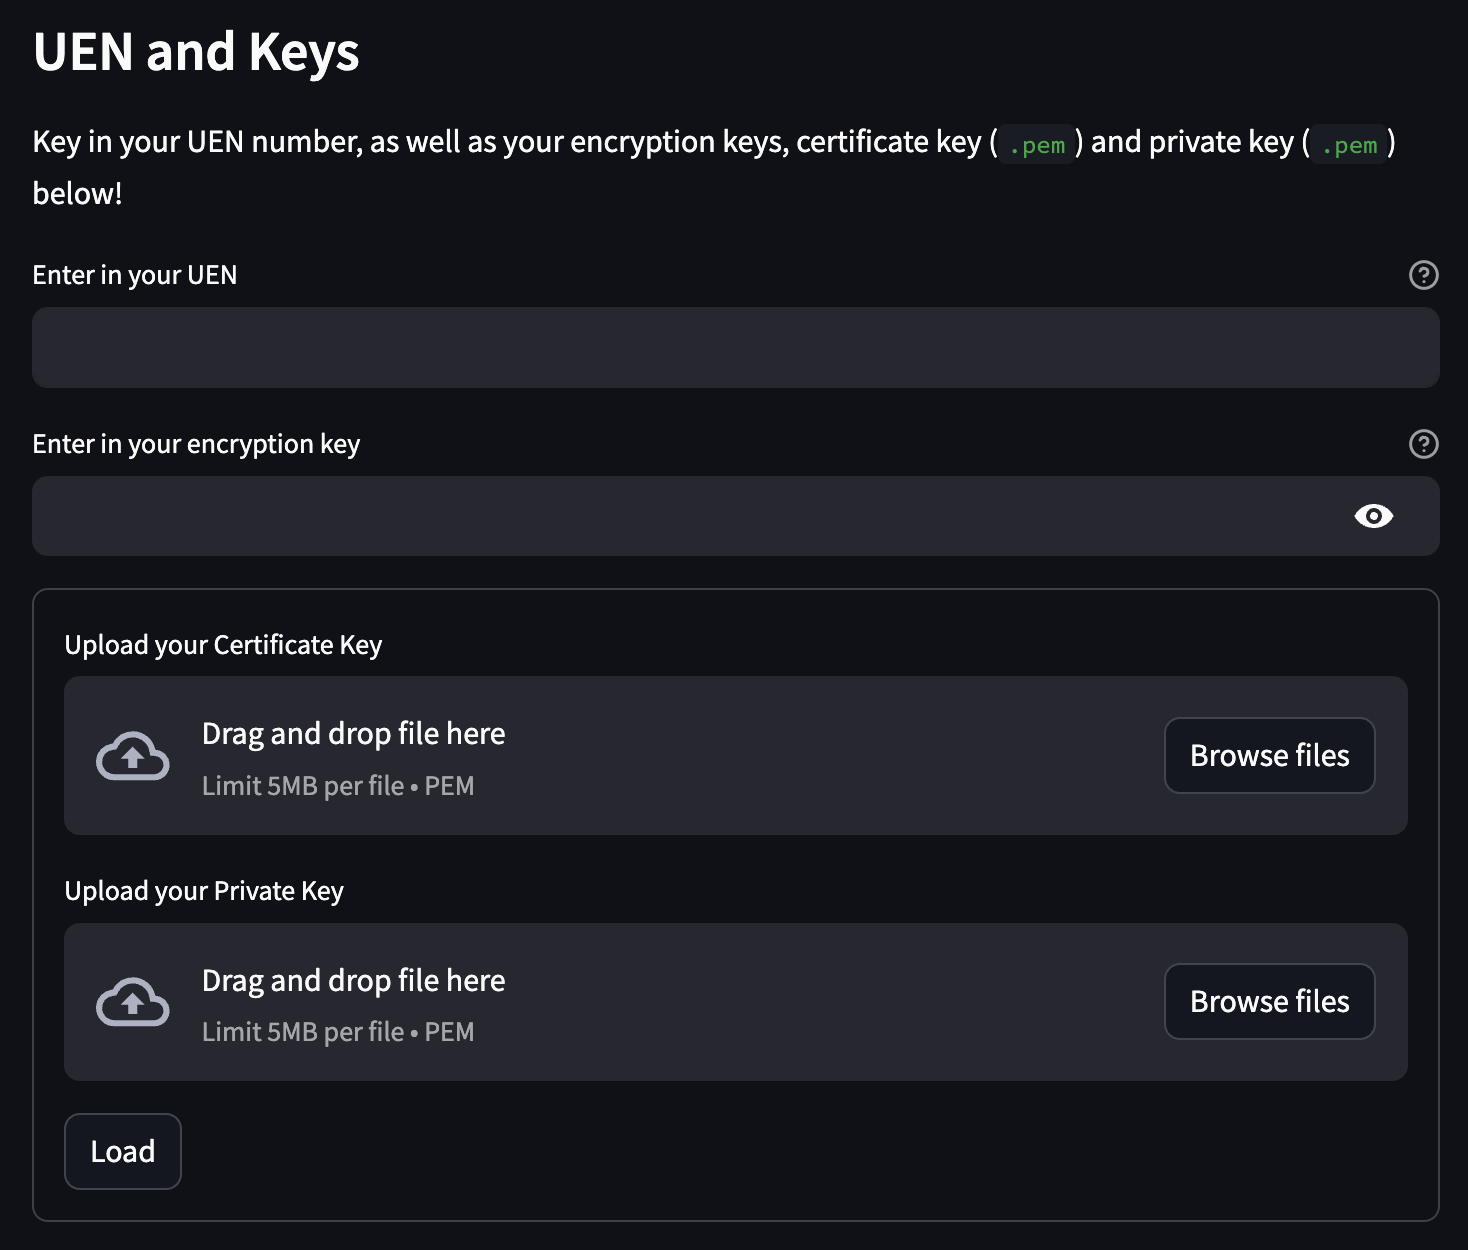 UEN and Keys
Key in your UEN number, as well as your encryption keys, certificate key ( .pem ) and private key ( .pem )
below!
Enter in your UEN
Enter in your encryption key
Upload your Certificate Key
Drag and drop file here
Limit 5MB per file • PEM
Browse files
Upload your Private Key
Drag and drop file here
Limit 5MB per file • PEM
Browse files
Load